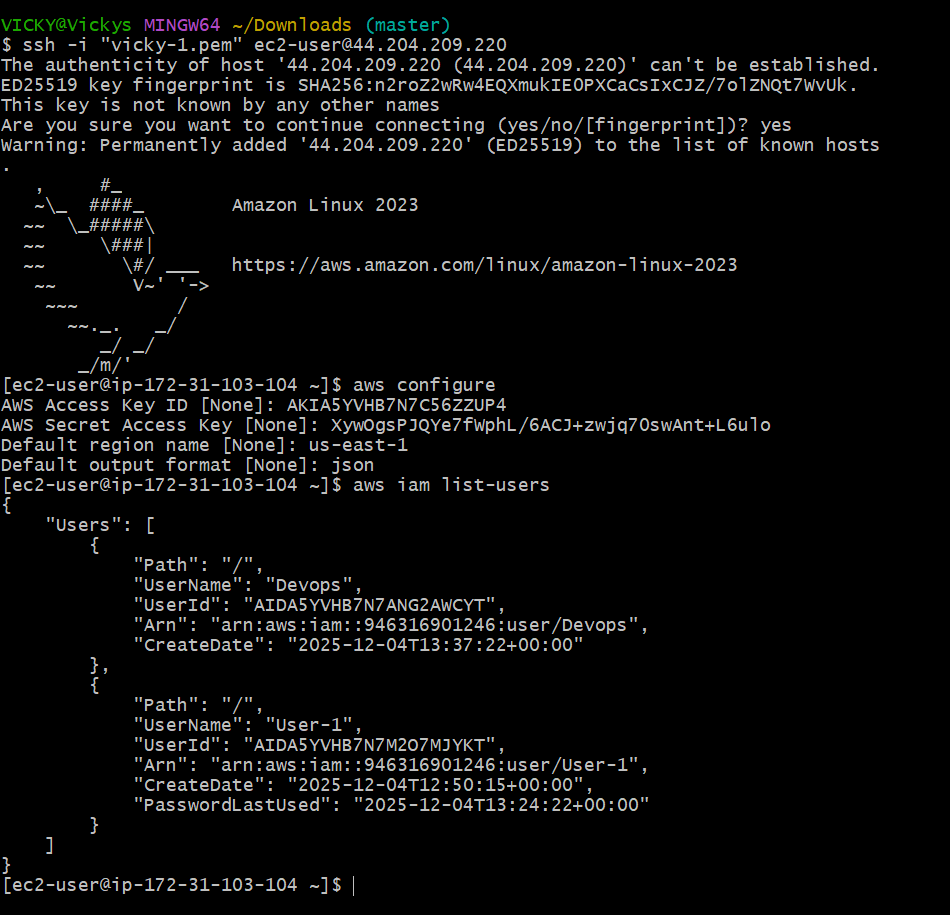 VICKY@Vickys MINGW64 ~/Downloads (master)
$ ssh -i "vicky-1.pem" ec2-user@44.204.209.220
The authenticity of host '44.204.209.220 (44.204.209.220)' can't be established.
ED25519 key fingerprint is SHA256:n2roZ2wRw4EQXmukIE0PXCaCsIxCJZ/7olZNQt7WvUk.
This key is not known by any other names
Are you sure you want to continue connecting (yes/no/[fingerprint])? yes
Warning: Permanently added '44.204.209.220' (ED25519) to the list of known hosts
.
   ,     #_
   ~\_  ####_        Amazon Linux 2023
  ~~  \_#####\
  ~~     \###|
  ~~       \#/ ___   https://aws.amazon.com/linux/amazon-linux-2023
   ~~       V~' '->
    ~~~         /
      ~~._.   _/
         _/ _/
       _/m/'
[ec2-user@ip-172-31-103-104 ~]$ aws configure
AWS Access Key ID [None]: AKIA5YVHB7N7C56ZZUP4
AWS Secret Access Key [None]: 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
Default region name [None]: us-east-1
Default output format [None]: json
[ec2-user@ip-172-31-103-104 ~]$ aws iam list-users
{
    "Users": [
        {
            "Path": "/",
            "UserName": "Devops",
            "UserId": "AIDA5YVHB7N7ANG2AWCYT",
            "Arn": "arn:aws:iam::946316901246:user/Devops",
            "CreateDate": "2025-12-04T13:37:22+00:00"
        },
        {
            "Path": "/",
            "UserName": "User-1",
            "UserId": "AIDA5YVHB7N7M2O7MJYKT",
            "Arn": "arn:aws:iam::946316901246:user/User-1",
            "CreateDate": "2025-12-04T12:50:15+00:00",
            "PasswordLastUsed": "2025-12-04T13:24:22+00:00"
        }
    ]
}
[ec2-user@ip-172-31-103-104 ~]$